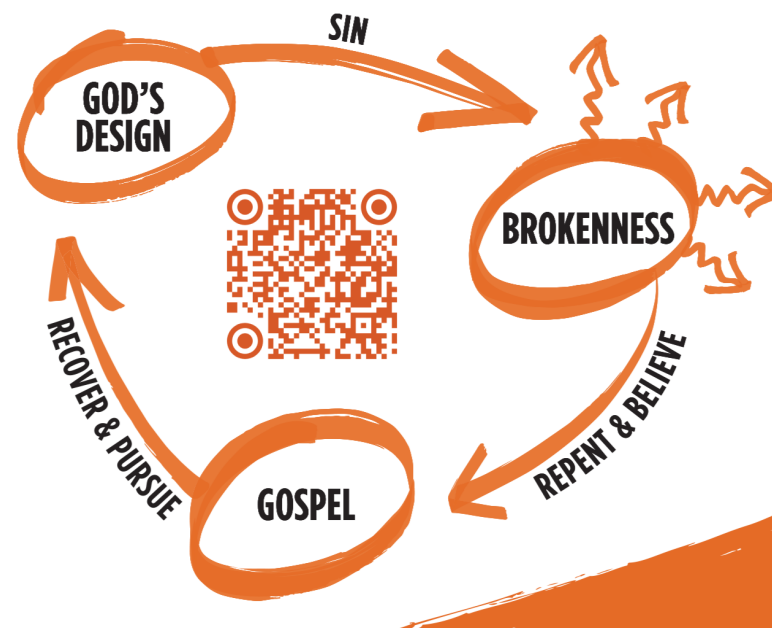 SIN
GOD'S
DESIGN
BROKENNESS
REPENT & BELIEVE
GOSPEL
RECOVER & PURSUE